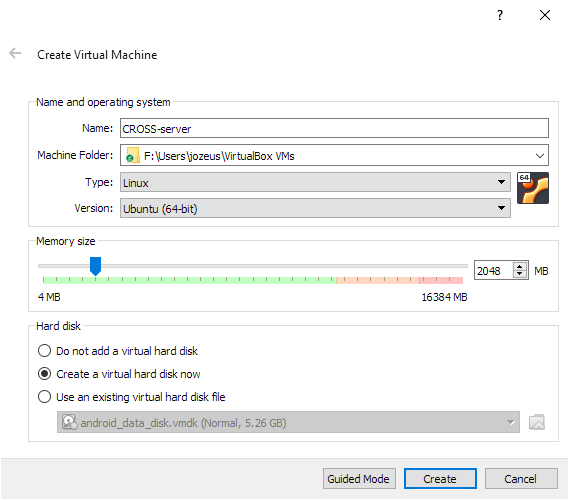 ?
Create Virtual Machine
Name and operating system
Name: CROSS-server
Machine Folder: F:\Users\jozeus\VirtualBox VMs
Type: Linux
64
Version: Ubuntu (64-bit)
Memory size
2048 MB
4 MB 16384 MB
Hard disk
Do not add a virtual hard disk
Create a virtual hard disk now
Use an existing virtual hard disk file
android_data_disk.vmdk (Normal, 5.26 GB)
Guided Mode Create Cancel